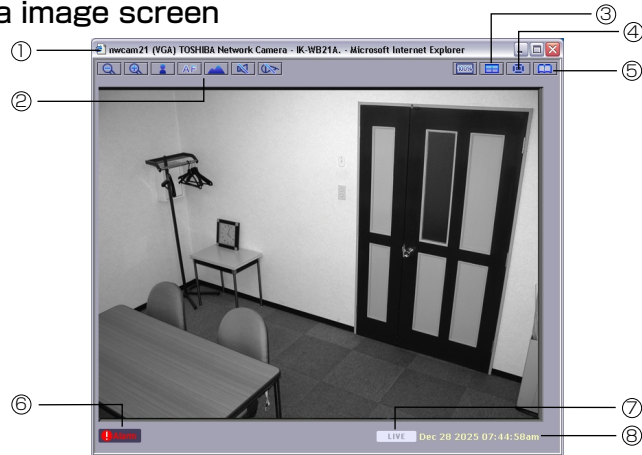 a image screen
① nwcam21 (VGA) TOSHIBA Network Camera - IK-WB21A. - Microsoft Internet Explorer
③
④
⑤
②
AF
⑥
Alarm
⑦
LIVE
Dec 28 2025 07:44:58am
⑧